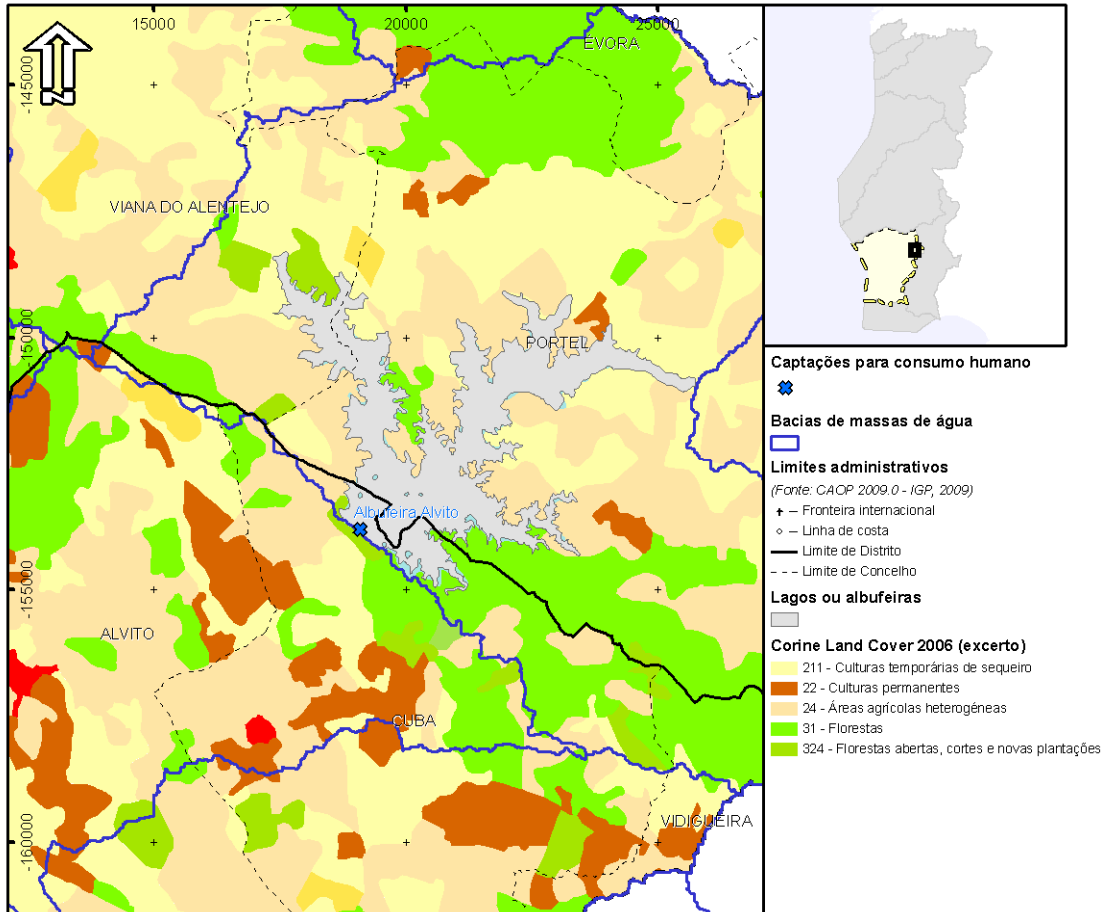 15000
20000
25000
-145000
-150000
-155000
-160000
N
ÉVORA
VIANA DO ALENTEJO
PORTEL
Albufeira Alvito
ALVITO
CUBA
VIDIGUEIRA
Captações para consumo humano
Bacias de massas de água
Limites administrativos
(Fonte: CAOP 2009.0 - IGP, 2009)
Fronteira internacional
Linha de costa
Limite de Distrito
Limite de Concelho
Lagos ou albufeiras
Corine Land Cover 2006 (excerto)
211 - Culturas temporárias de sequeiro
22 - Culturas permanentes
24 - Áreas agrícolas heterogéneas
31 - Florestas
324 - Florestas abertas, cortes e novas plantações